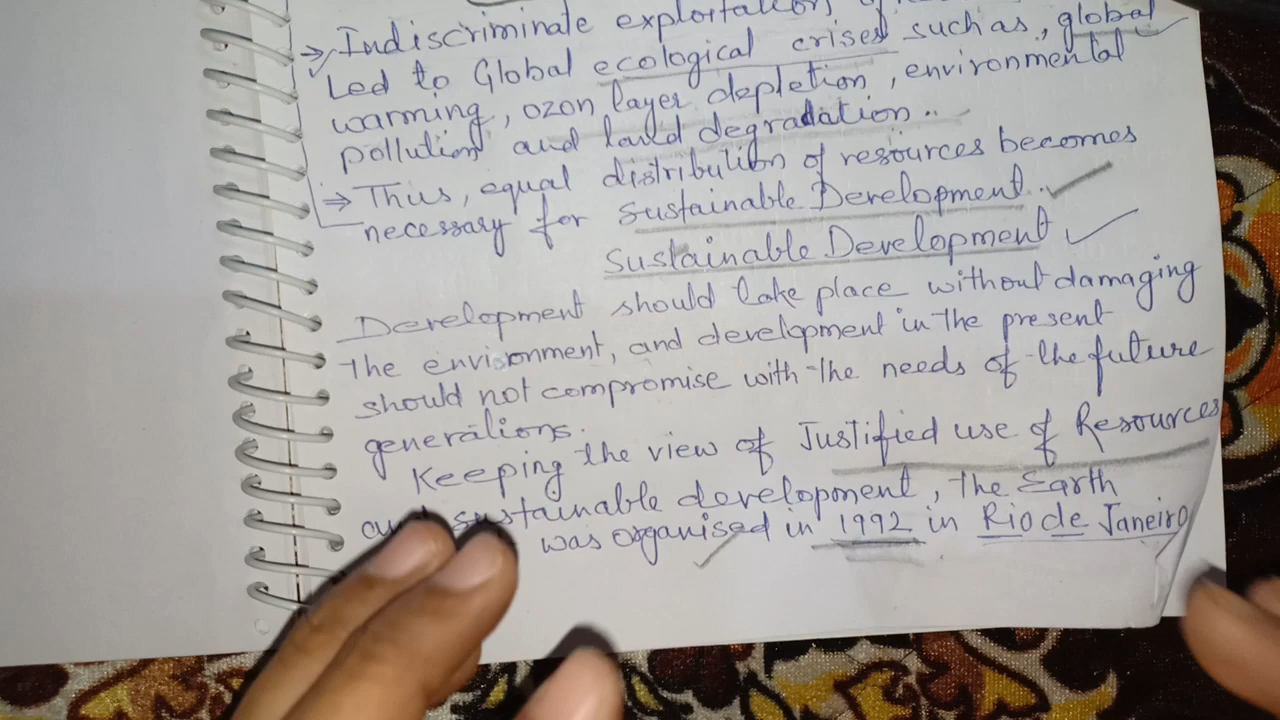 ⇒ Indiscriminate exploitation
Led to Global ecological crises such as, global
warming, ozon layer depletion, environmental
pollution and land degradation..
⇒ Thus, equal distribution of resources becomes
necessary for sustainable Development.
Sustainable Development
Development should take place without damaging
the environment, and development in the present
should not compromise with the needs of the future
generations.
Keeping the view of Justified use of Resources
sustainable development, the Earth
was organised in 1992 in Rio de Janeiro